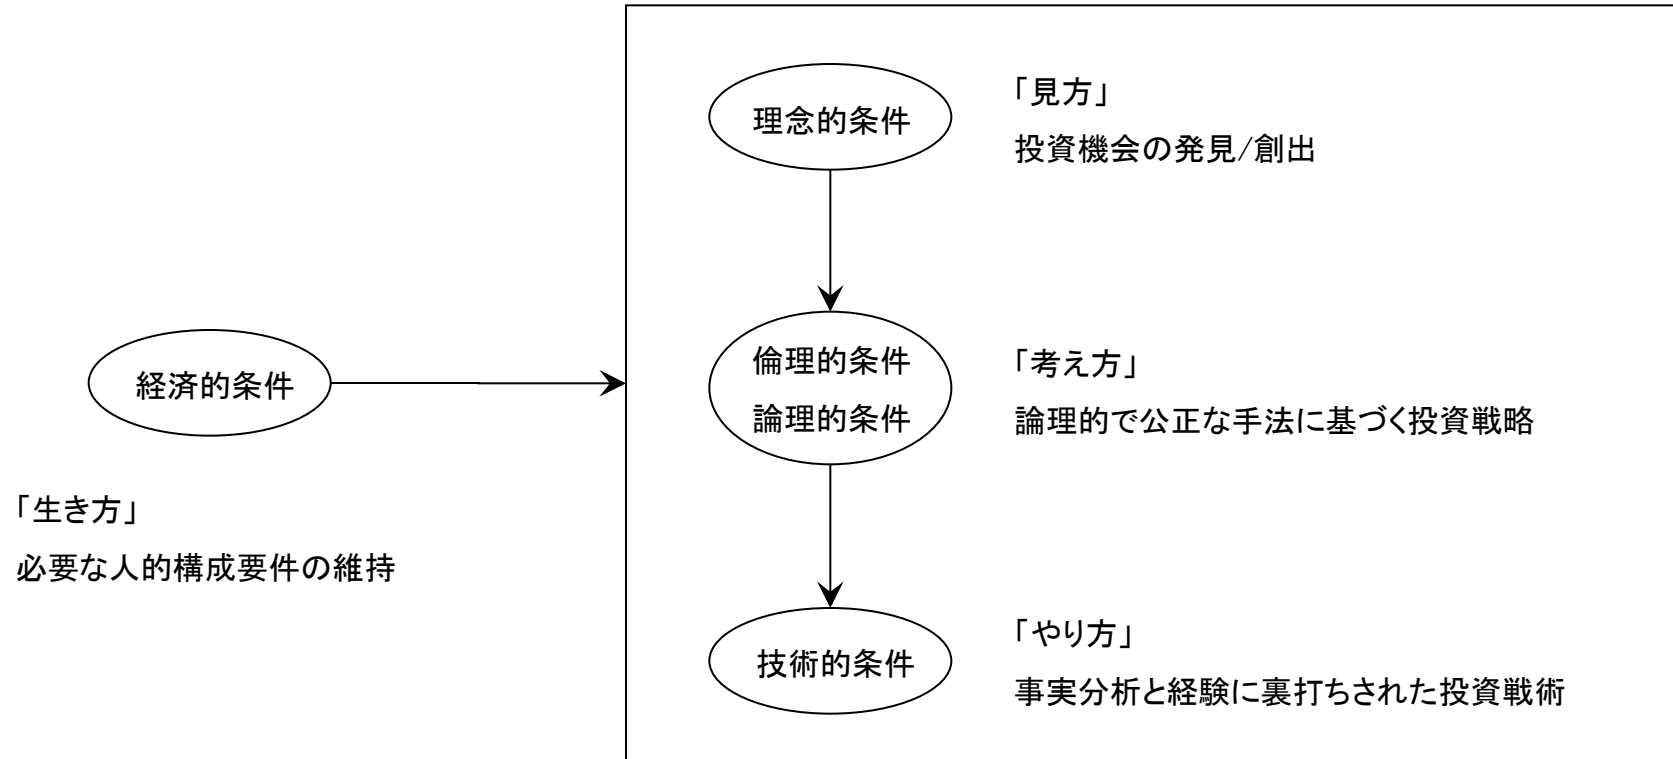 理念的条件
「見方」
投資機会の発見/創出
倫理的条件
論理的条件
「考え方」
論理的で公正な手法に基づく投資戦略
経済的条件
「生き方」
必要な人的構成要件の維持
技術的条件
「やり方」
事実分析と経験に裏打ちされた投資戦術